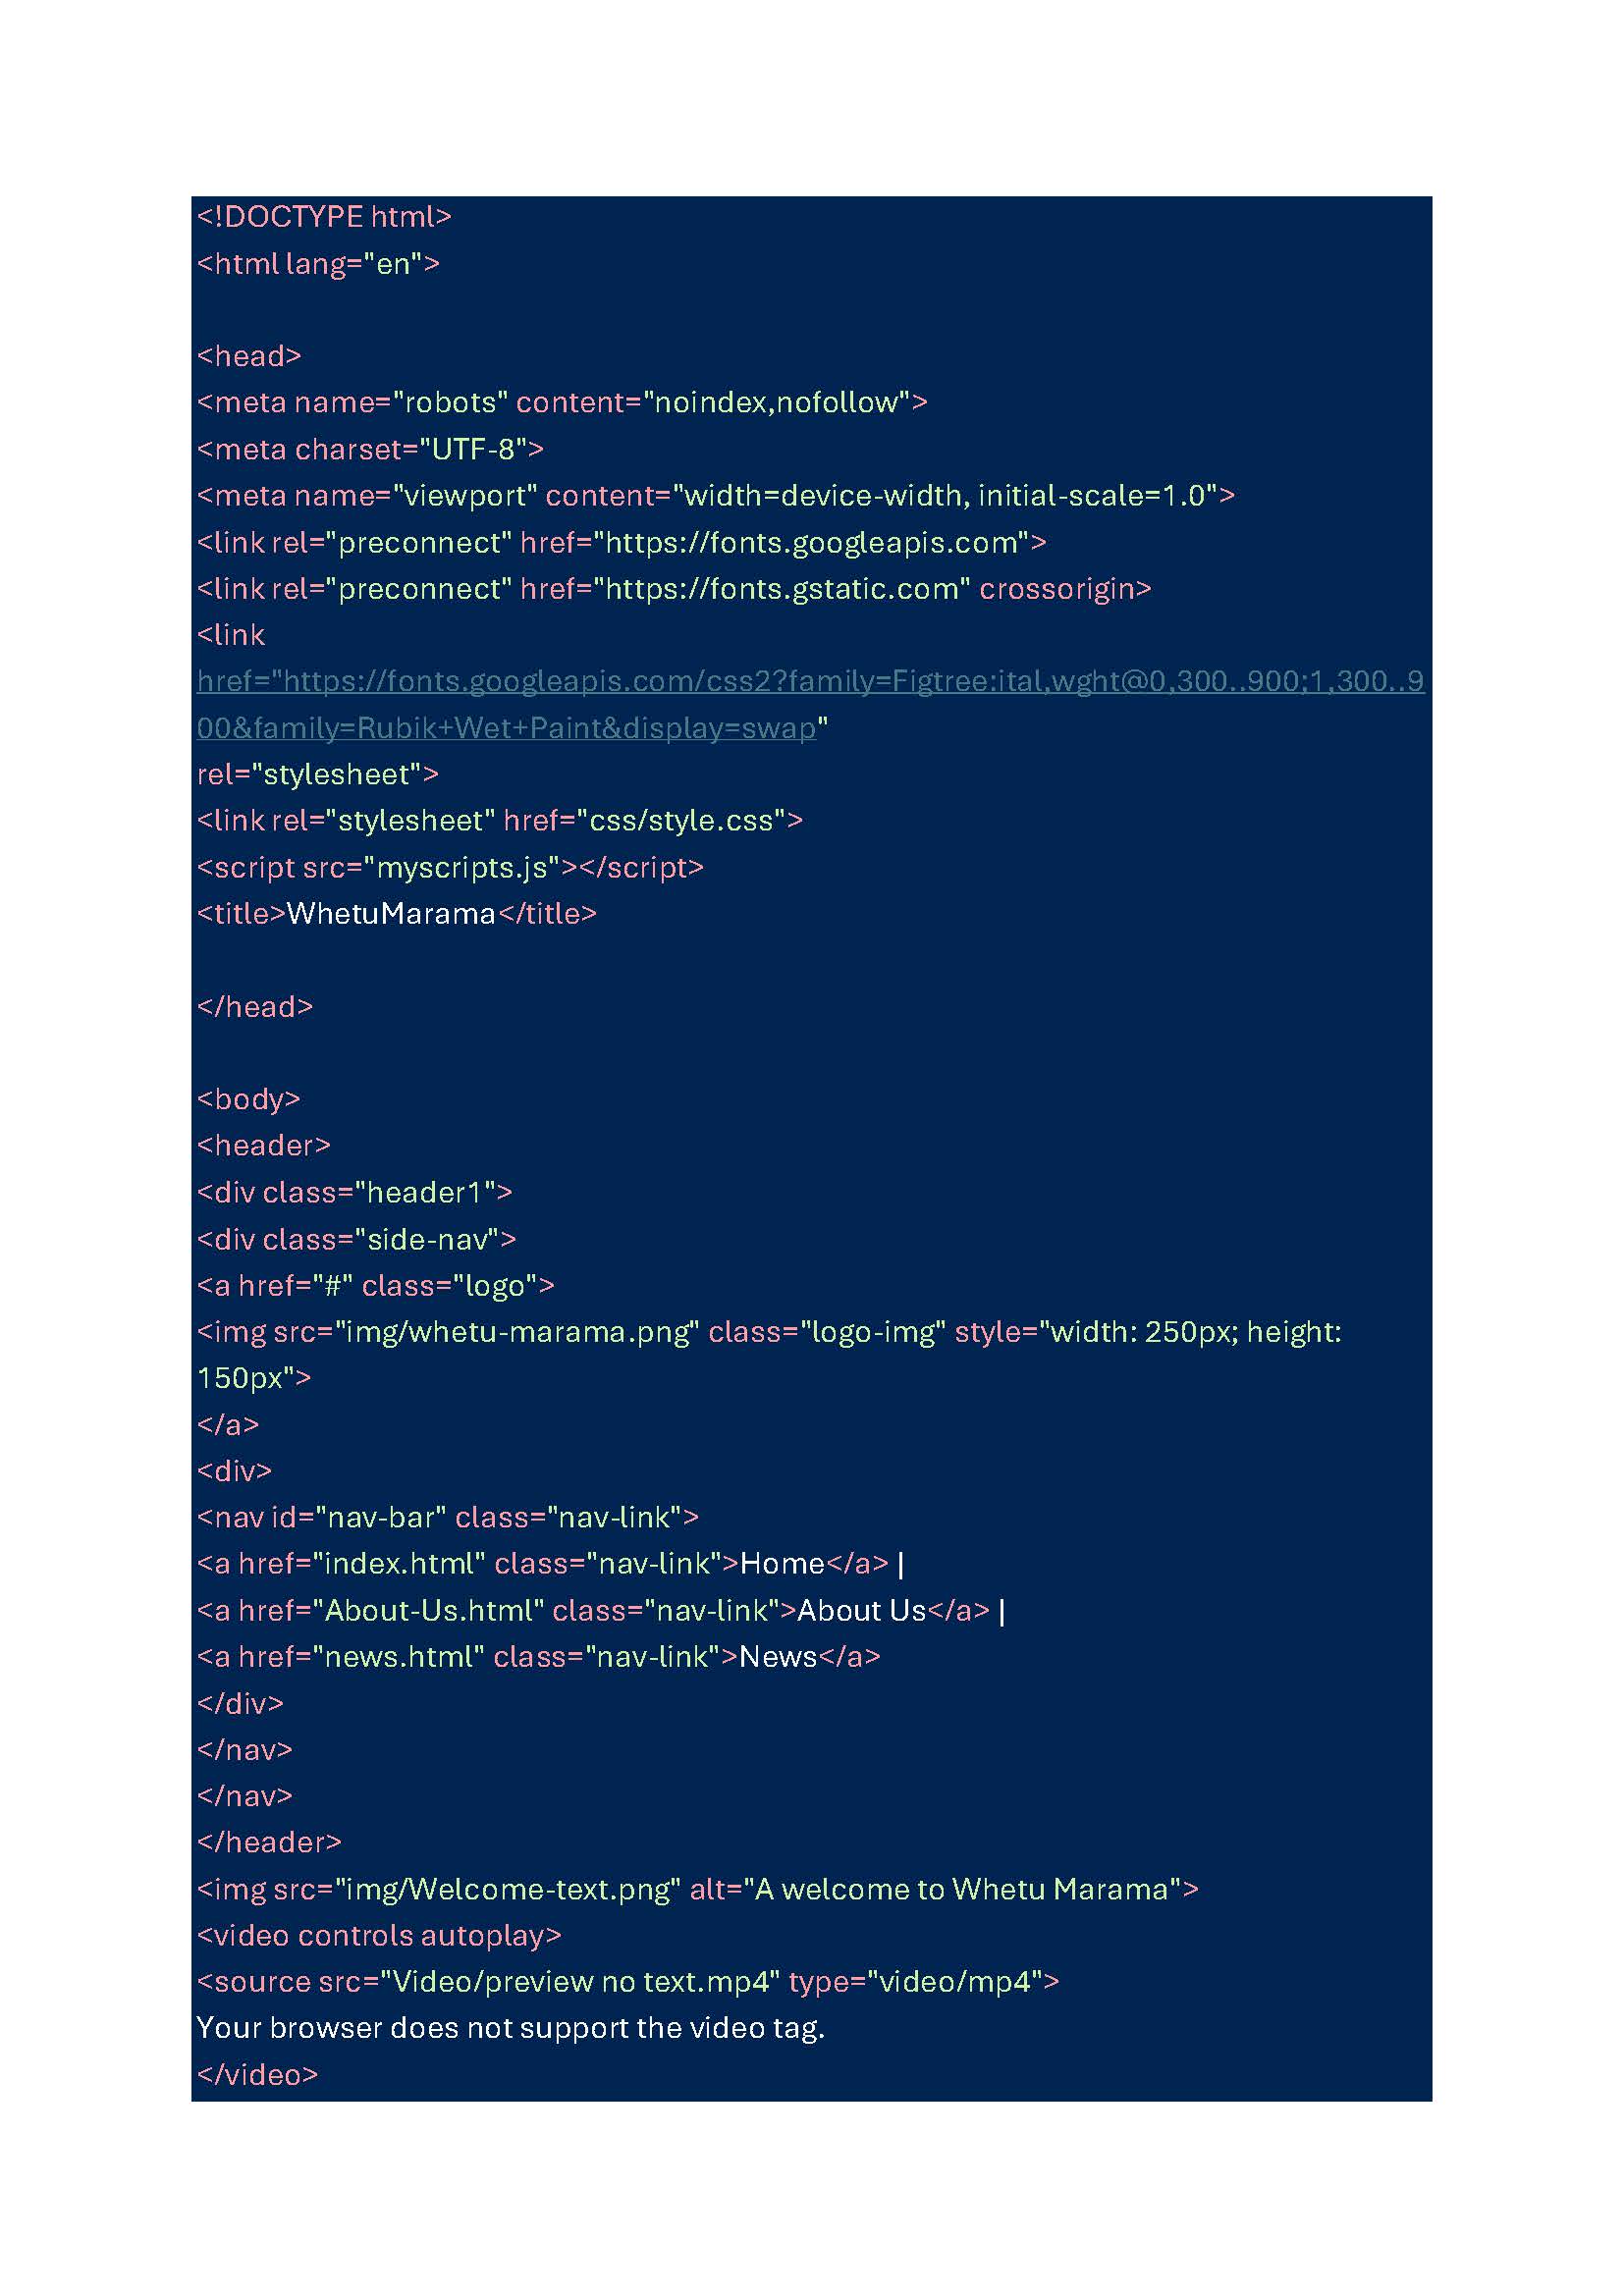 <!DOCTYPE html>
<html lang="en">
<head>
<meta name="robots" content="noindex,nofollow">
<meta charset="UTF-8">
<meta name="viewport" content="width=device-width, initial-scale=1.0">
<link rel="preconnect" href="https://fonts.googleapis.com">
<link rel="preconnect" href="https://fonts.gstatic.com" crossorigin>
<link
href="https://fonts.googleapis.com/css2?family=Figtree:ital,wght@0,300..900;1,300..9
00&family=Rubik+Wet+Paint&display=swap"
rel="stylesheet">
<link rel="stylesheet" href="css/style.css">
<script src="myscripts.js"></script>
<title>WhetuMarama</title>
</head>
<body>
<header>
<div class="header1">
<div class="side-nav">
<a href="#" class="logo">
<img src="img/whetu-marama.png" class="logo-img" style="width: 250px; height:
150px">
</a>
<div>
<nav id="nav-bar" class="nav-link">
<a href="index.html" class="nav-link">Home</a> |
<a href="About-Us.html" class="nav-link">About Us</a> |
<a href="news.html" class="nav-link">News</a>
</div>
</nav>
</nav>
</header>
<img src="img/Welcome-text.png" alt="A welcome to Whetu Marama">
<video controls autoplay>
<source src="Video/preview no text.mp4" type="video/mp4">
Your browser does not support the video tag.
</video>